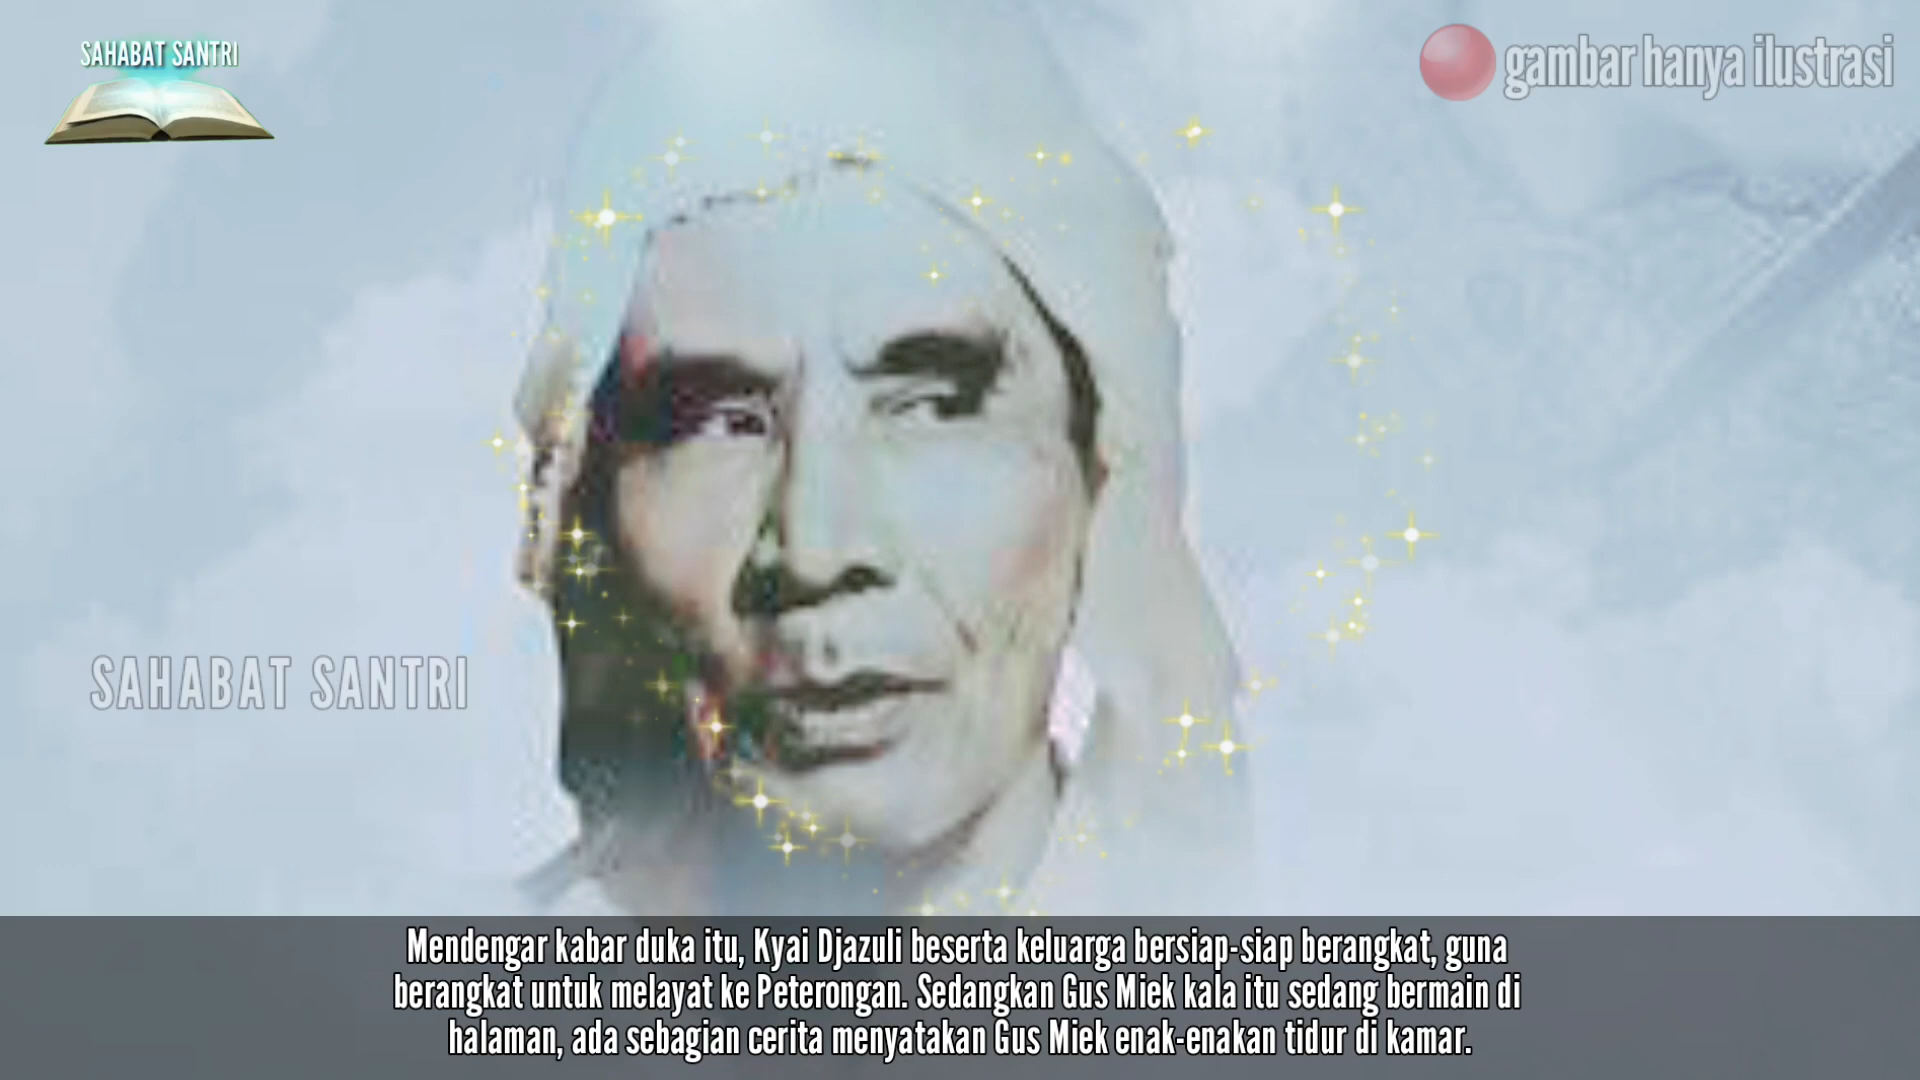 SAHABAT SANTRI
gambar hanya ilustrasi
SAHABAT SANTRI
Mendengar kabar duka itu, Kyai Djazuli beserta keluarga bersiap-siap berangkat, guna
berangkat untuk melayat ke Peterongan. Sedangkan Gus Miek kala itu sedang bermain di
halaman, ada sebagian cerita menyatakan Gus Miek enak-enakan tidur di kamar.